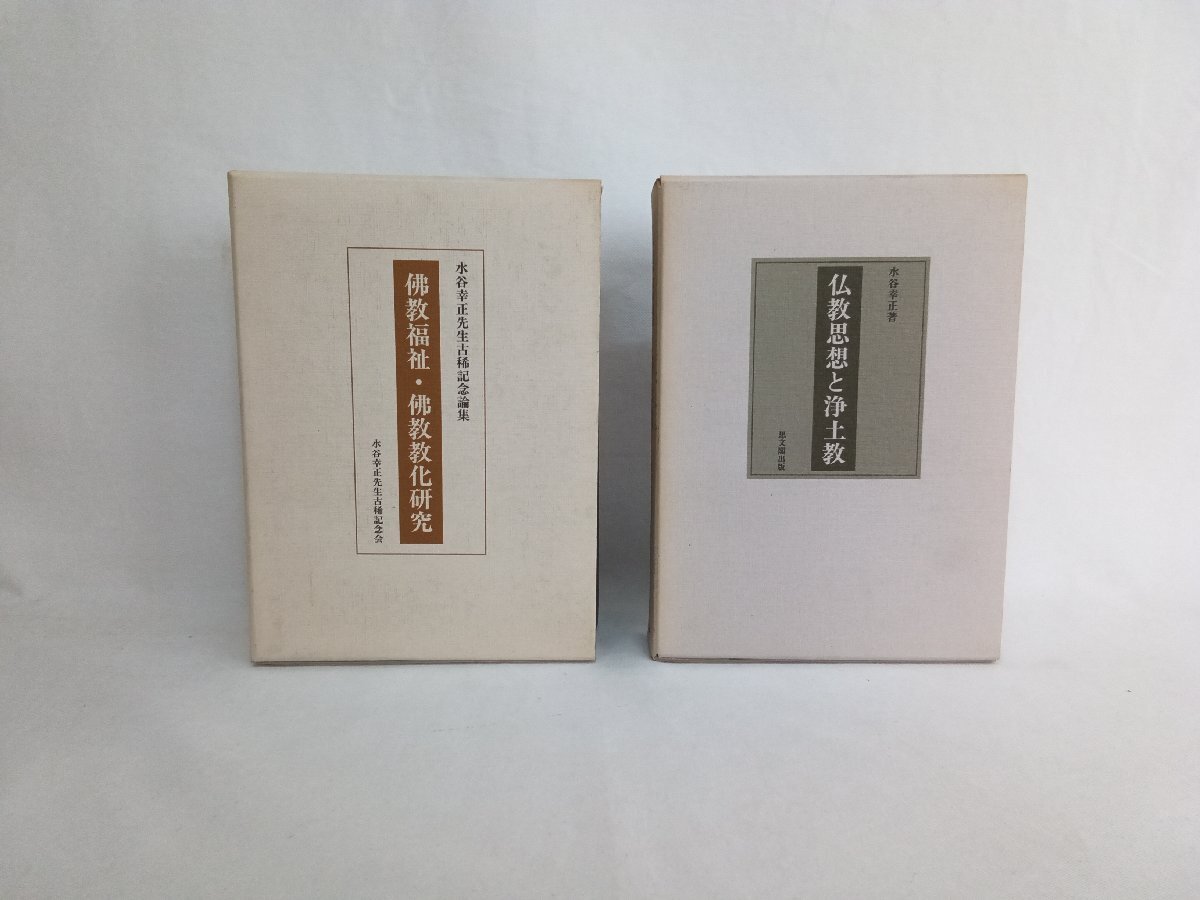 水谷幸正先生古稀記念論集
佛教福祉・佛教教化研究
水谷幸正先生古稀記念会
水谷幸正著
仏教思想と浄土教
思文閣出版